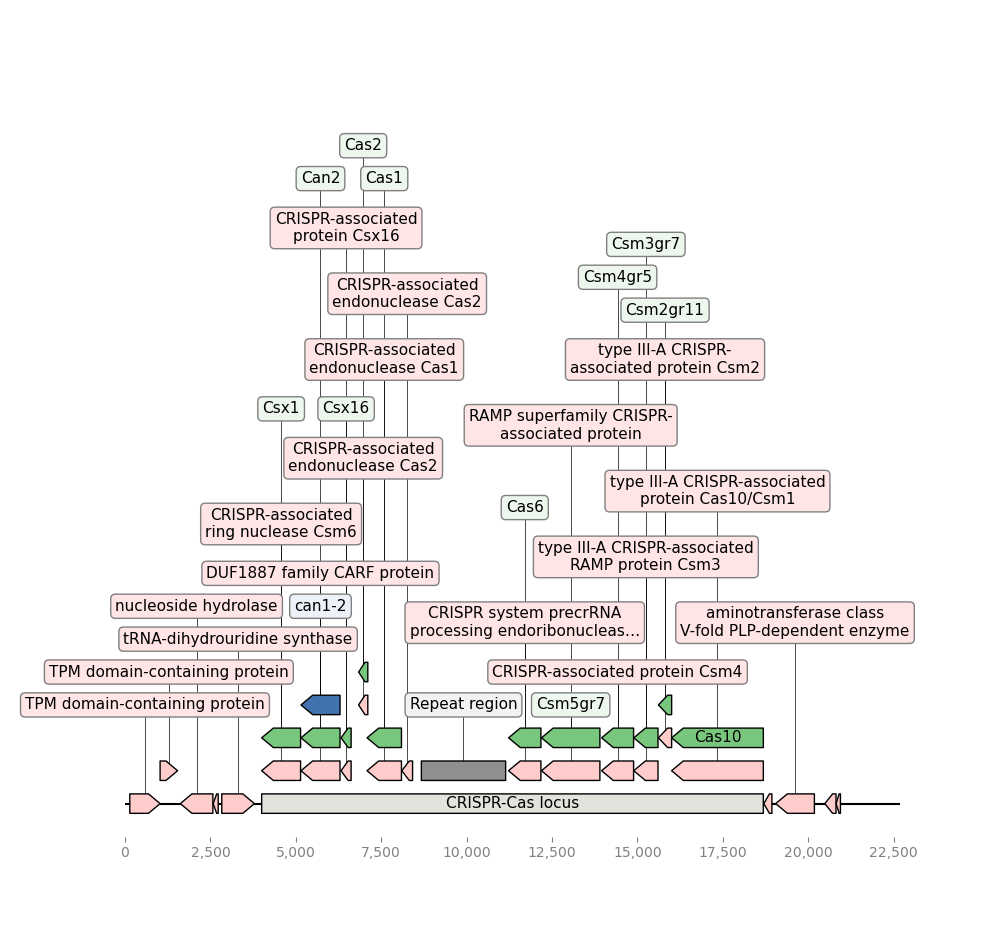 Cas2
Can2
Cas1
CRISPR-associated
protein Csx16
Csm3gr7
Csm4gr5
CRISPR-associated
endonuclease Cas2
Csm2gr11
CRISPR-associated
endonuclease Cas1
type III-A CRISPR-
associated protein Csm2
Csx1
Csx16
RAMP superfamily CRISPR-
associated protein
CRISPR-associated
endonuclease Cas2
type III-A CRISPR-associated
protein Cas10/Csm1
Cas6
CRISPR-associated
ring nuclease Csm6
type III-A CRISPR-associated
RAMP protein Csm3
DUF1887 family CARF protein
nucleoside hydrolase
can1-2
CRISPR system precrRNA
processing endoribonucleas...
aminotransferase class
V-fold PLP-dependent enzyme
tRNA-dihydrouridine synthase
TPM domain-containing protein
CRISPR-associated protein Csm4
TPM domain-containing protein
Repeat region
Csm5gr7
Cas10
CRISPR-Cas locus
0
2,500
5,000
7,500
10,000
12,500
15,000
17,500
20,000
22,500